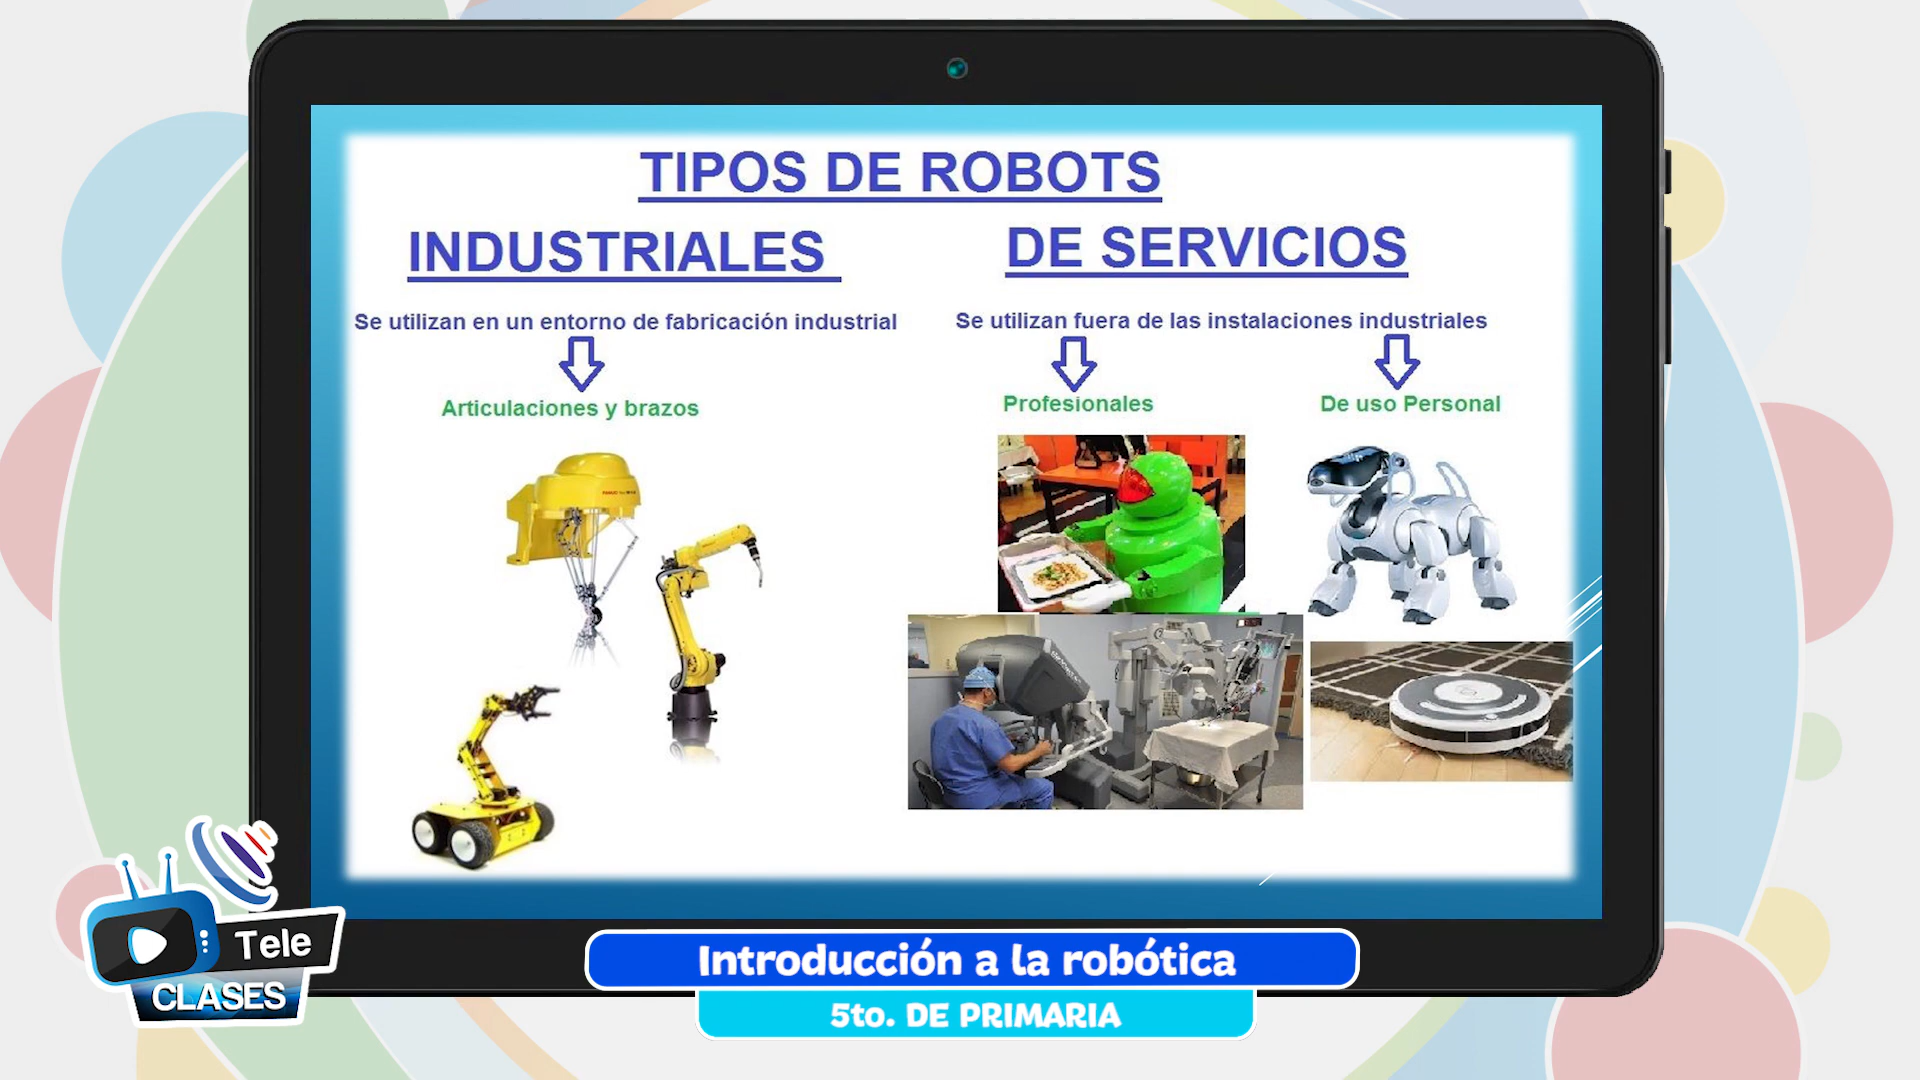 TIPOS DE ROBOTS
INDUSTRIALES
Se utilizan en un entorno de fabricación industrial
Articulaciones y brazos
DE SERVICIOS
Se utilizan fuera de las instalaciones industriales
Profesionales
De uso Personal
Tele
CLASES
Introducción a la robótica
5to. DE PRIMARIA